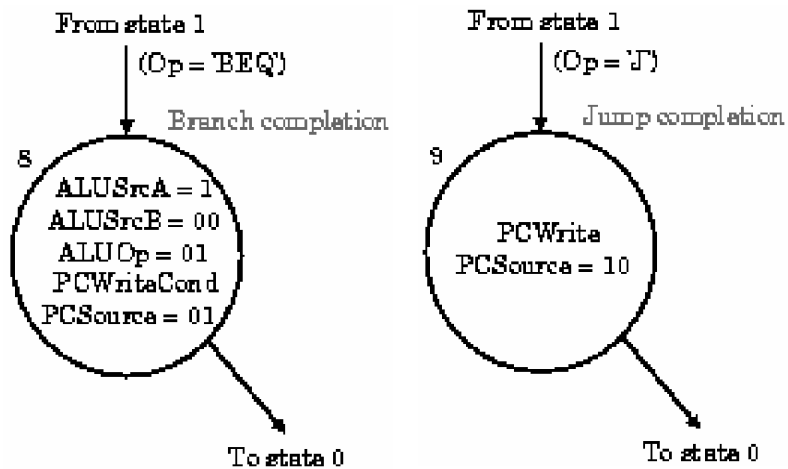 From state 1
(Op = 'BEQ')
Branch completion
8
ALUSrcA = 1
ALUSrcB = 00
ALUOp = 01
PCWriteCond
PCSource = 01
To state 0
From state 1
(Op = 'J')
Jump completion
9
PCWrite
PCSource = 10
To state 0